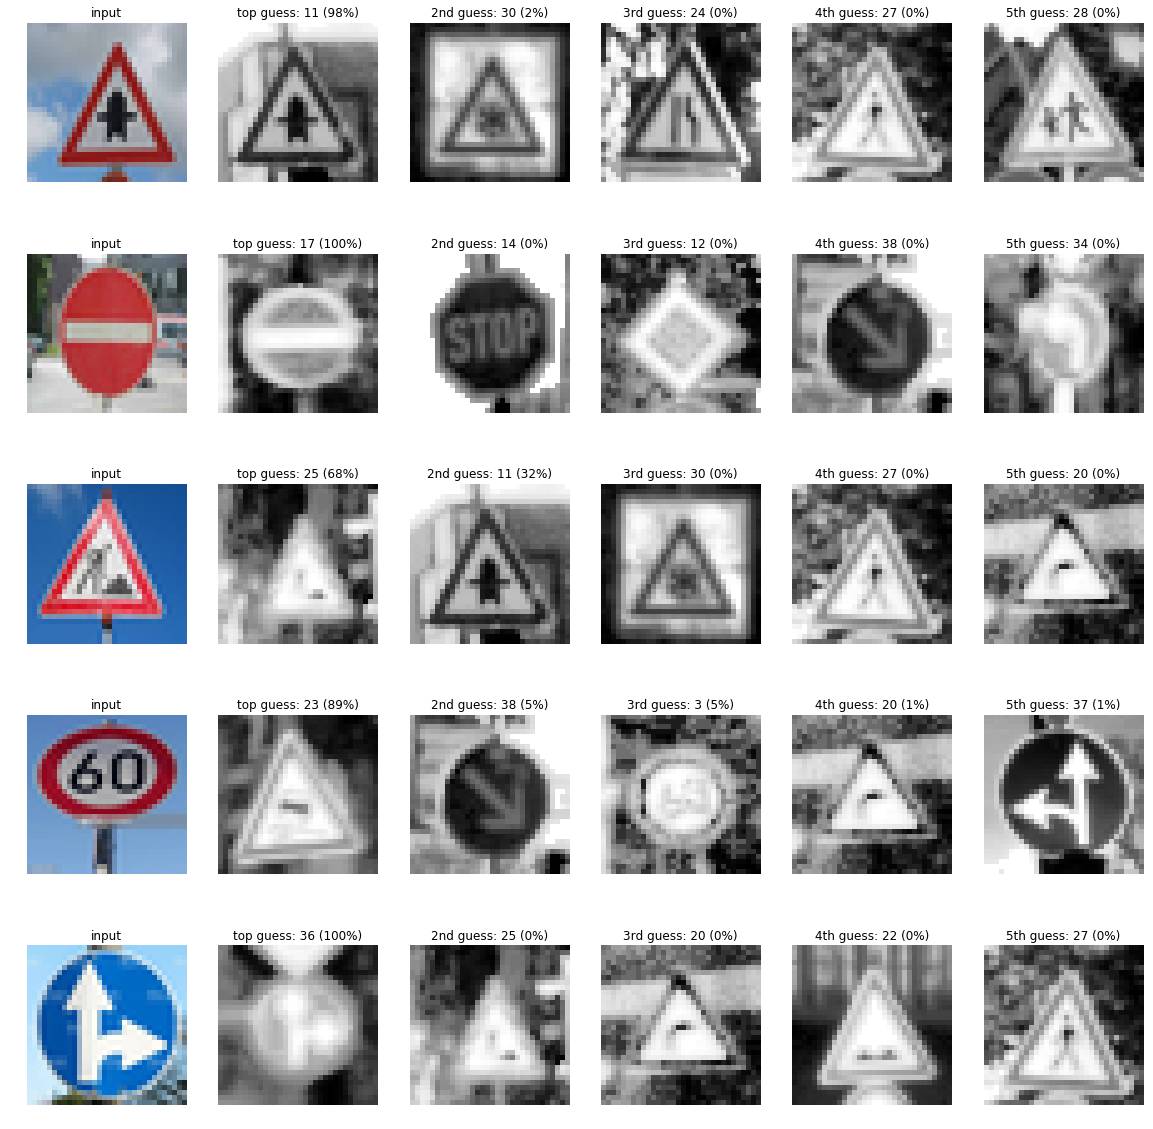 input
top guess: 11 (98%)
2nd guess: 30 (2%)
3rd guess: 24 (0%)
4th guess: 27 (0%)
5th guess: 28 (0%)
input
top guess: 17 (100%)
2nd guess: 14 (0%)
3rd guess: 12 (0%)
4th guess: 38 (0%)
5th guess: 34 (0%)
STOP
input
top guess: 25 (68%)
2nd guess: 11 (32%)
3rd guess: 30 (0%)
4th guess: 27 (0%)
5th guess: 20 (0%)
input
top guess: 23 (89%)
2nd guess: 38 (5%)
3rd guess: 3 (5%)
4th guess: 20 (1%)
5th guess: 37 (1%)
60
input
top guess: 36 (100%)
2nd guess: 25 (0%)
3rd guess: 20 (0%)
4th guess: 22 (0%)
5th guess: 27 (0%)